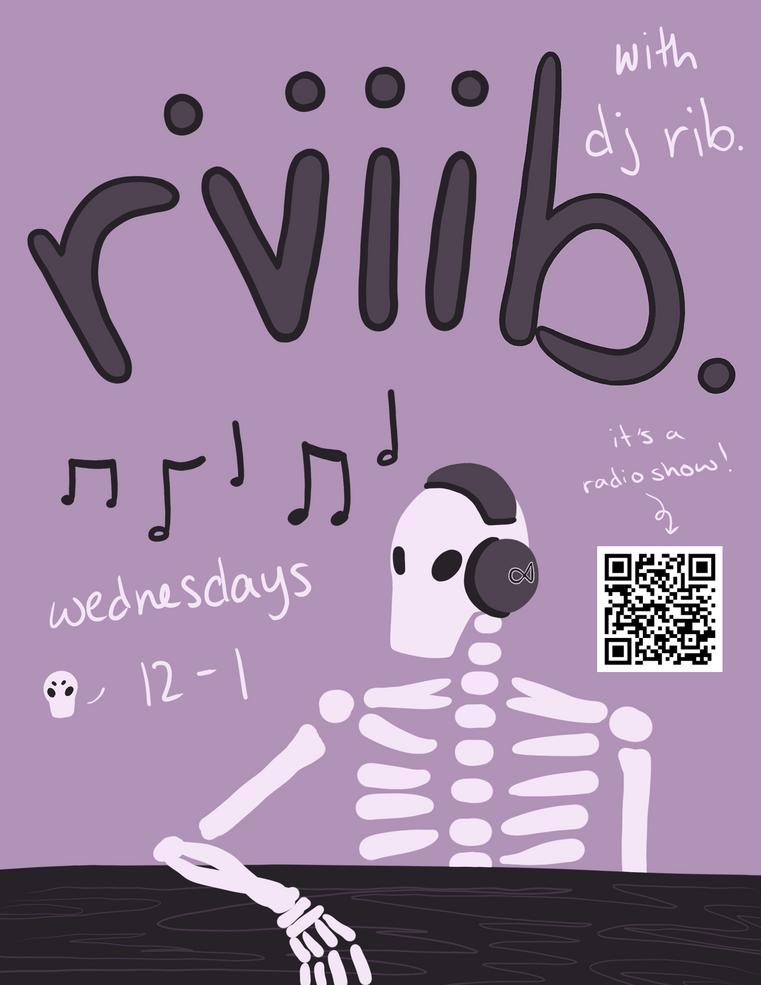 rviib.
with
dj rib.
it's a
radio show!
wednesdays
12-1